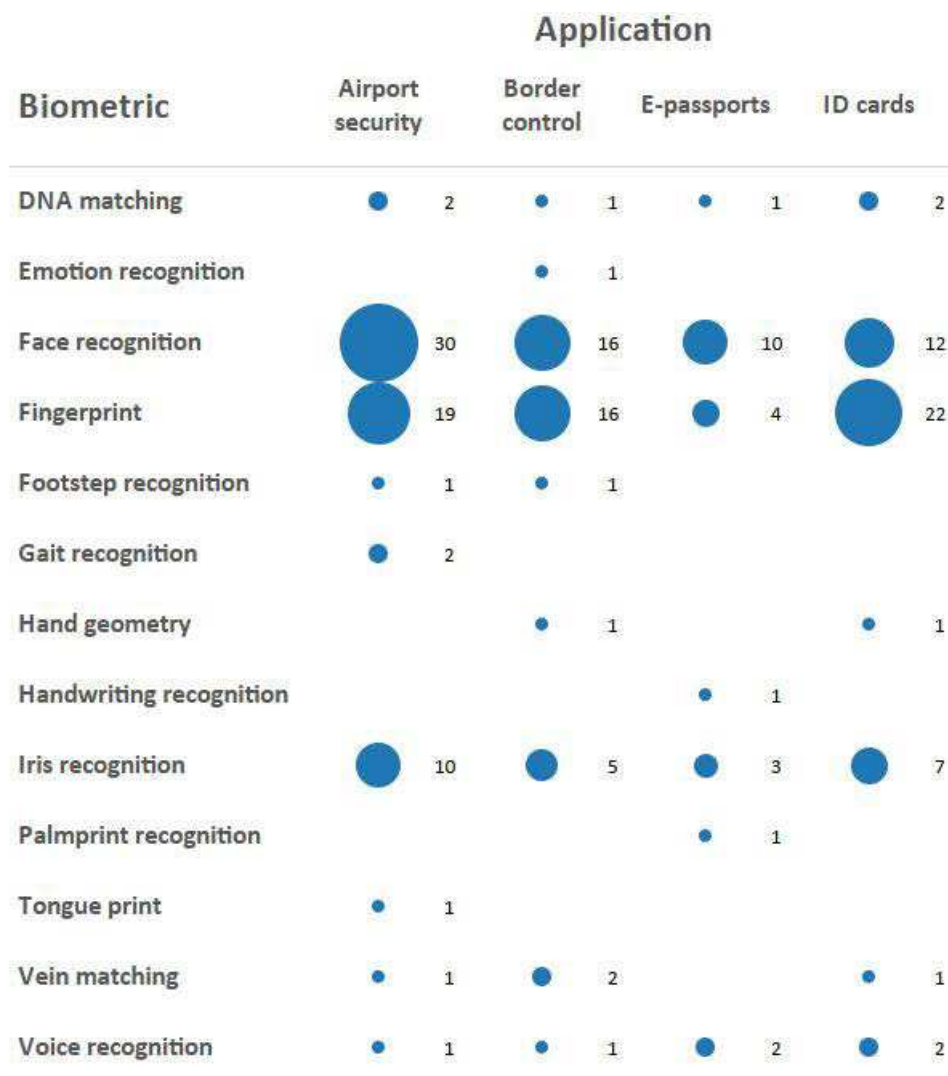 Application
Biometric
Airport
security
Border
control
E-passports
ID cards
DNA matching 2 1 1 2
Emotion recognition 1
Face recognition 30 16 10 12
Fingerprint 19 16 4 22
Footstep recognition 1 1
Gait recognition 2
Hand geometry 1 1
Handwriting recognition 1
Iris recognition 10 5 3 7
Palmprint recognition 1
Tongue print 1
Vein matching 1 2 1
Voice recognition 1 1 2 2